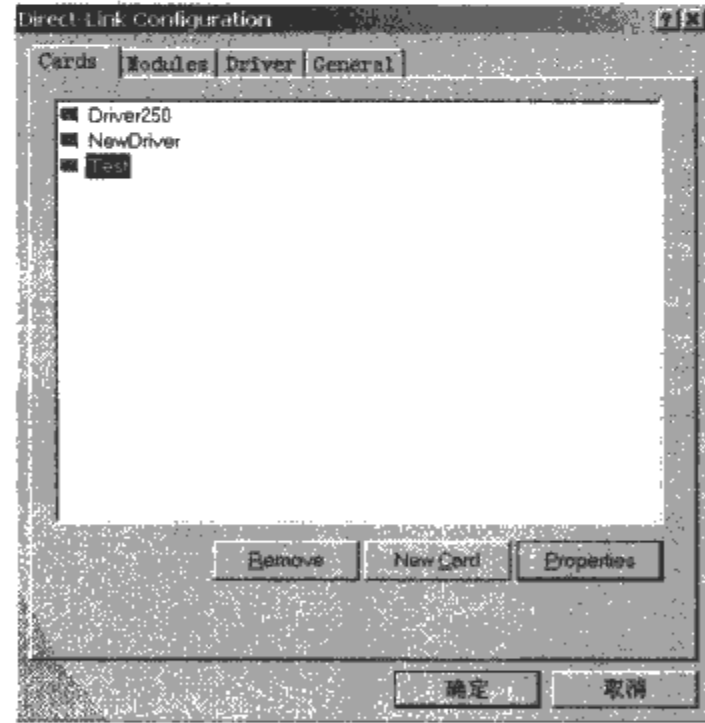 Direct-Link Configuration
Cards Modules Driver General
Driver250
NewDriver
Test
Remove New Card Properties
确定 取消